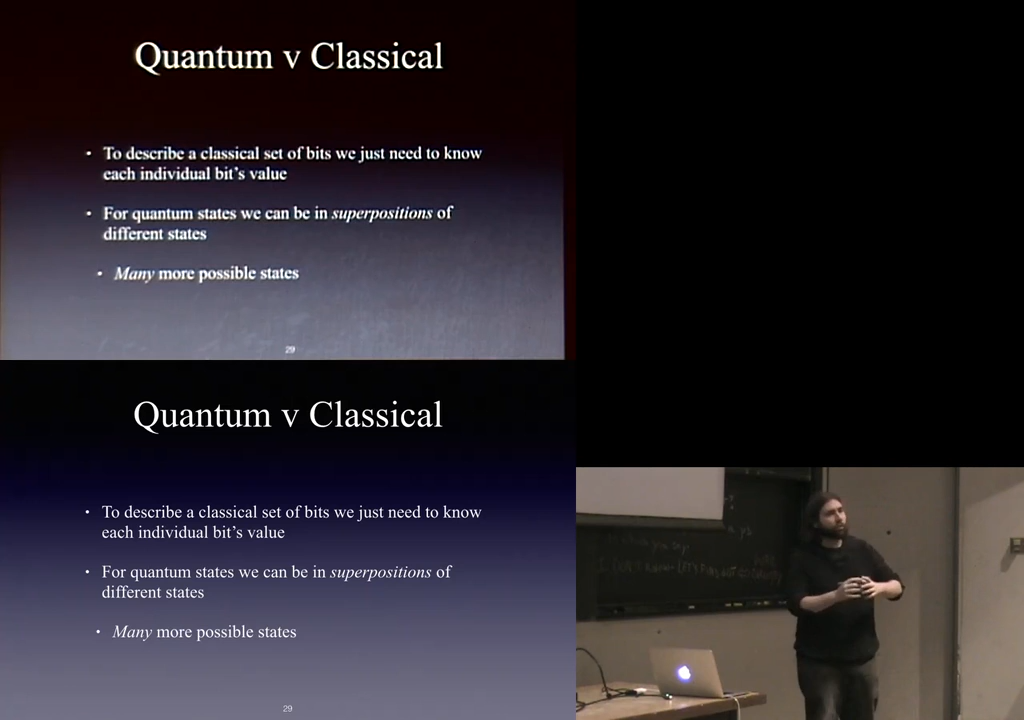 Quantum v Classical
• To describe a classical set of bits we just need to know
each individual bit's value
• For quantum states we can be in superpositions of
different states
• Many more possible states
29
Quantum v Classical
• To describe a classical set of bits we just need to know
each individual bit's value
• For quantum states we can be in superpositions of
different states
• Many more possible states
29